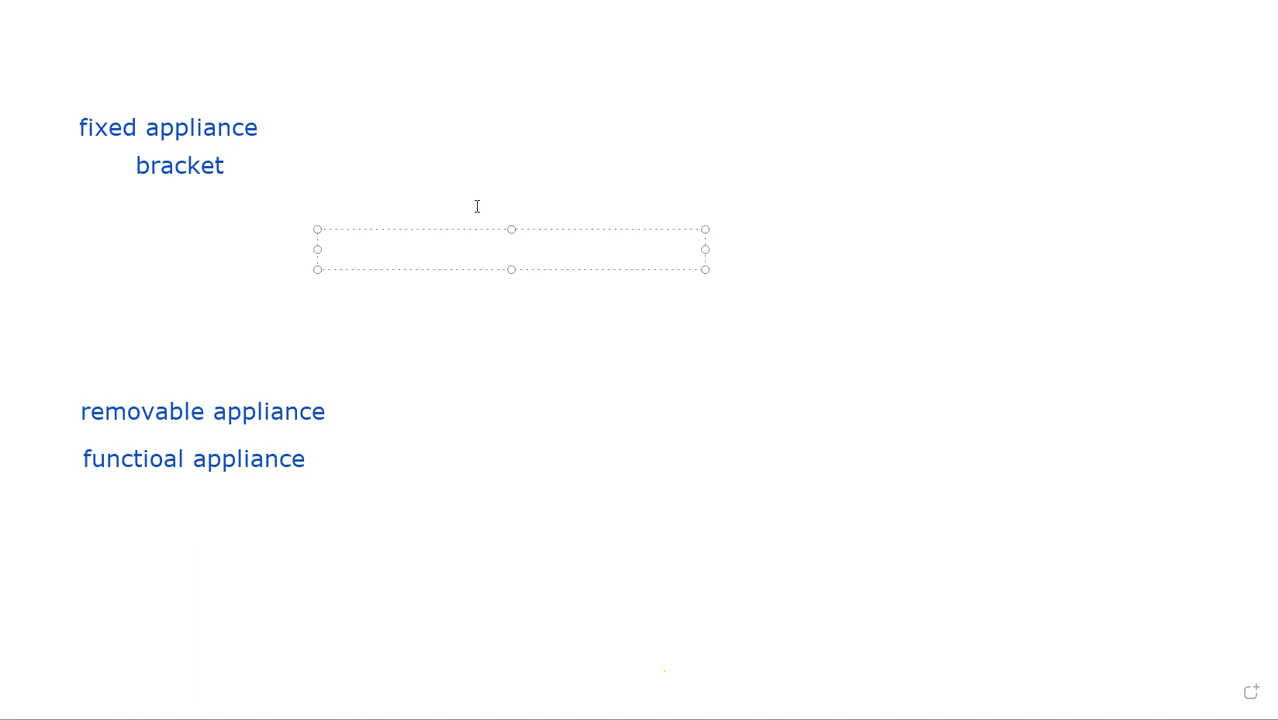 fixed appliance
bracket
removable appliance
functioal appliance